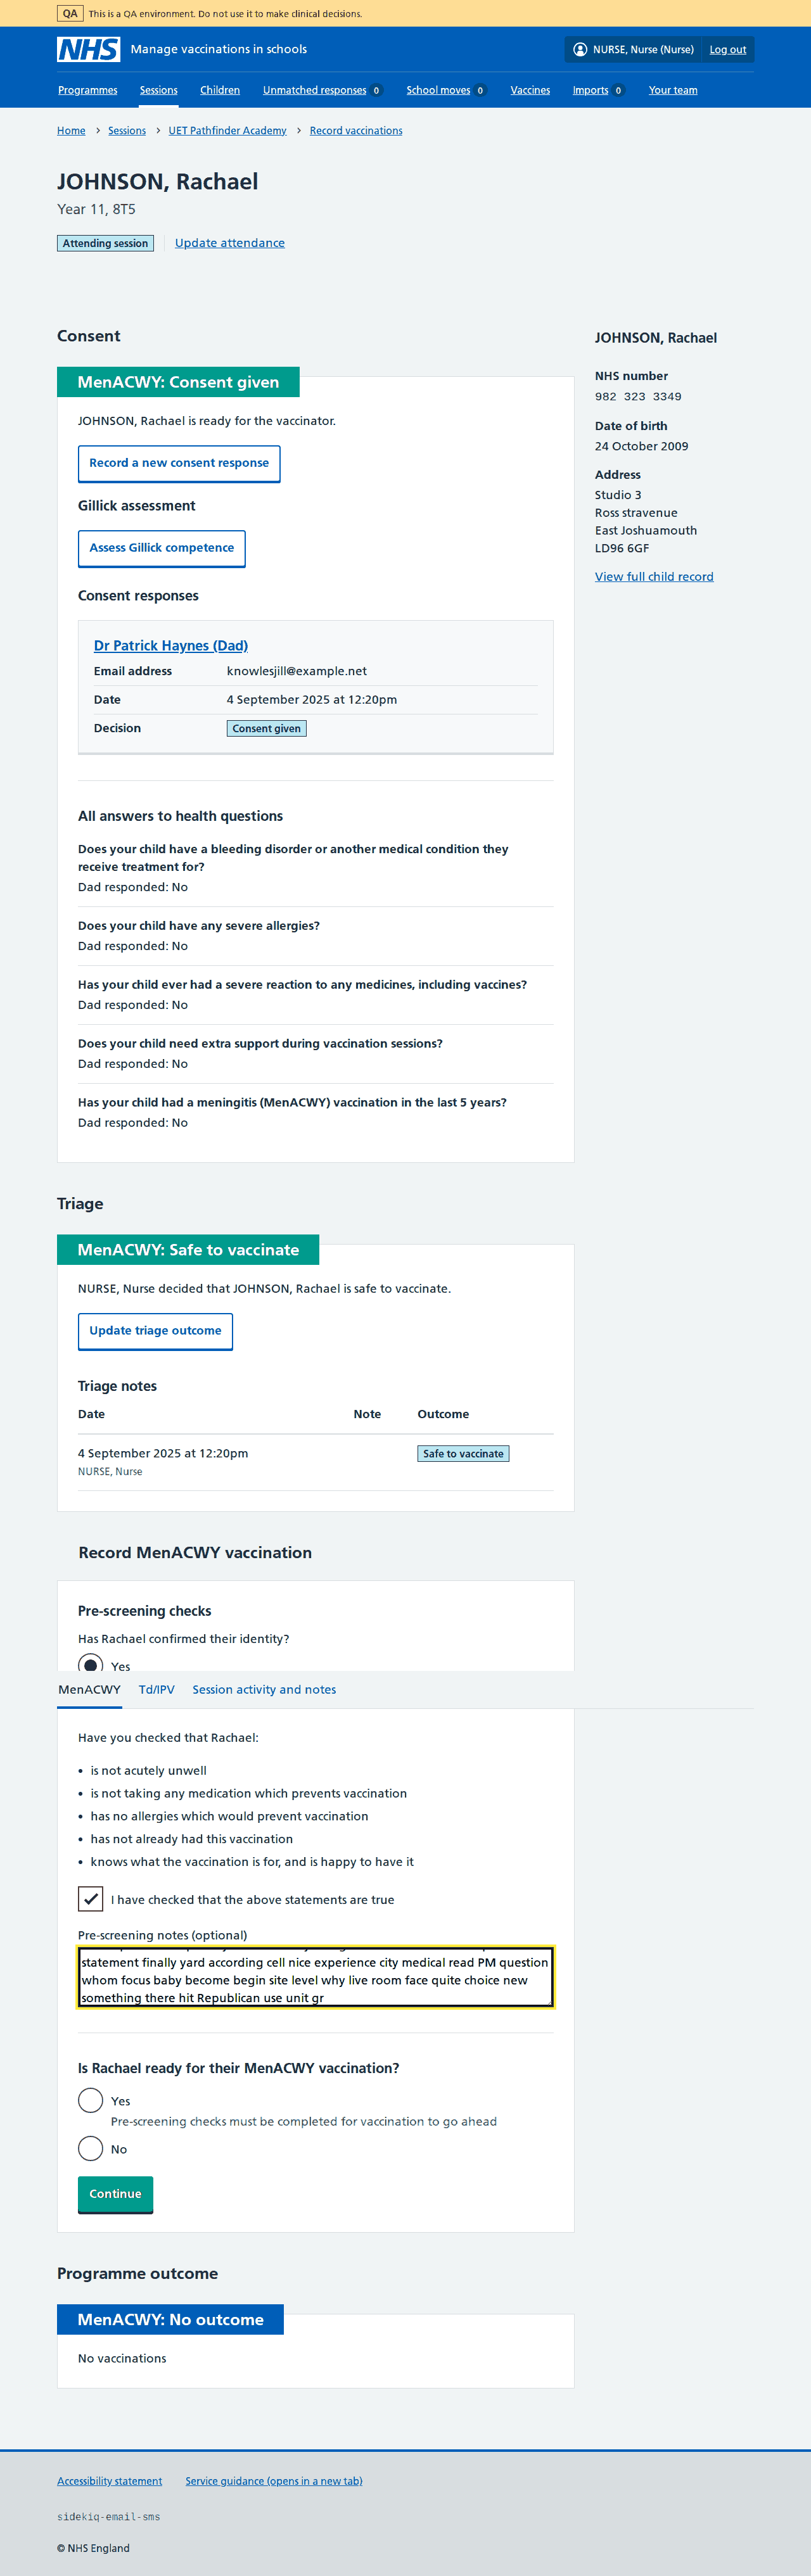 QA This is a QA environment. Do not use it to make clinical decisions.
NHS Manage vaccinations in schools
NURSE, Nurse (Nurse) Log out
Programmes Sessions Children Unmatched responses 0 School moves 0 Vaccines Imports 0 Your team
Home > Sessions > UET Pathfinder Academy > Record vaccinations
JOHNSON, Rachael
Year 11, 8T5
Attending session Update attendance
Consent
MenACWY: Consent given
JOHNSON, Rachael is ready for the vaccinator.
Record a new consent response
Gillick assessment
Assess Gillick competence
Consent responses
Dr Patrick Haynes (Dad)
Email address knowlesjill@example.net
Date 4 September 2025 at 12:20pm
Decision Consent given
All answers to health questions
Does your child have a bleeding disorder or another medical condition they
receive treatment for?
Dad responded: No
Does your child have any severe allergies?
Dad responded: No
Has your child ever had a severe reaction to any medicines, including vaccines?
Dad responded: No
Does your child need extra support during vaccination sessions?
Dad responded: No
Has your child had a meningitis (MenACWY) vaccination in the last 5 years?
Dad responded: No
JOHNSON, Rachael
NHS number
982 323 3349
Date of birth
24 October 2009
Address
Studio 3
Ross stravenue
East Joshuamouth
LD96 6GF
View full child record
Triage
MenACWY: Safe to vaccinate
NURSE, Nurse decided that JOHNSON, Rachael is safe to vaccinate.
Update triage outcome
Triage notes
Date Note Outcome
4 September 2025 at 12:20pm Safe to vaccinate
NURSE, Nurse
Record MenACWY vaccination
Pre-screening checks
Has Rachael confirmed their identity?
Yes
MenACWY Td/IPV Session activity and notes
Have you checked that Rachael:
• is not acutely unwell
• is not taking any medication which prevents vaccination
• has no allergies which would prevent vaccination
• has not already had this vaccination
• knows what the vaccination is for, and is happy to have it
I have checked that the above statements are true
Pre-screening notes (optional)
statement finally yard according cell nice experience city medical read PM question
whom focus baby become begin site level why live room face quite choice new
something there hit Republican use unit gr
Is Rachael ready for their MenACWY vaccination?
Yes
Pre-screening checks must be completed for vaccination to go ahead
No
Continue
Programme outcome
MenACWY: No outcome
No vaccinations
Accessibility statement Service guidance (opens in a new tab)
sidekiq-email-sms
© NHS England